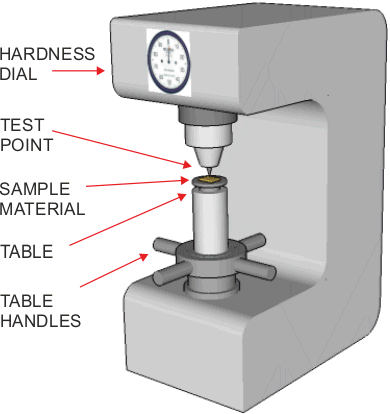 HARDNESS
DIAL
TEST
POINT
SAMPLE
MATERIAL
TABLE
TABLE
HANDLES